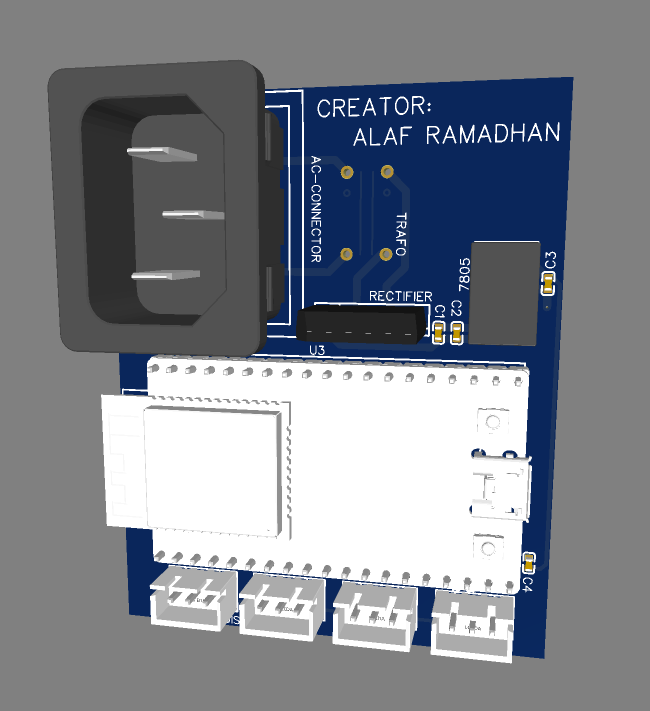 CREATOR:
ALAF RAMADHAN
AC-CONNECTOR
TRAFO
7805
C3
RECTIFIER
C1
C2
U3
C4